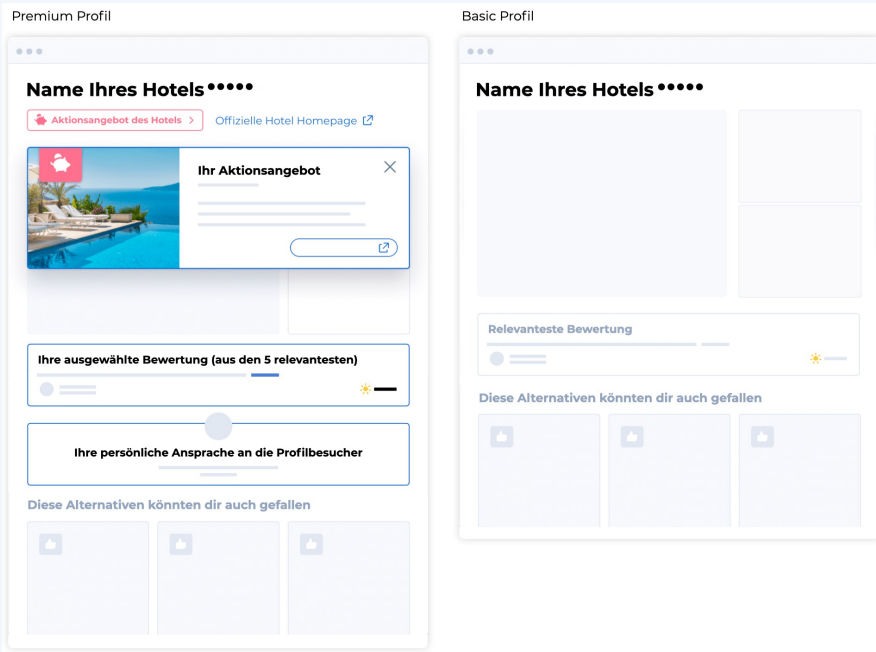 Premium Profil
Name Ihres Hotels•••••
Aktionsangebot des Hotels >
Offizielle Hotel Homepage
Ihr Aktionsangebot
Ihre ausgewählte Bewertung (aus den 5 relevantesten)
Ihre persönliche Ansprache an die Profilbesucher
Diese Alternativen könnten dir auch gefallen
Basic Profil
Name Ihres Hotels•••••
Relevanteste Bewertung
Diese Alternativen könnten dir auch gefallen